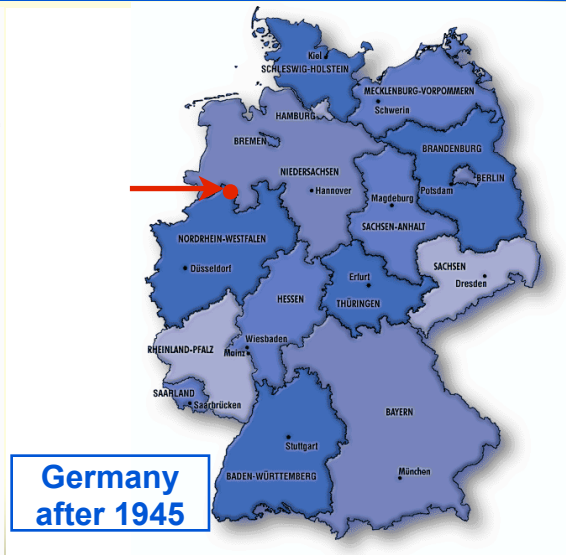 Kiel
SCHLESWIG-HOLSTEIN
MECKLENBURG-VORPOMMERN
Schwerin
HAMBURG
BREMEN
BRANDENBURG
NIEDERSACHSEN
BERLIN
Hannover
Potsdam
Magdeburg
SACHSEN-ANHALT
NORDRHEIN-WESTFALEN
Düsseldorf
SACHSEN
Dresden
Erfurt
THÜRINGEN
HESSEN
Wiesbaden
RHEINLAND-PFALZ
Mainz
SAARLAND
Saarbrücken
BAYERN
Stuttgart
BADEN-WÜRTTEMBERG
München
Germany
after 1945